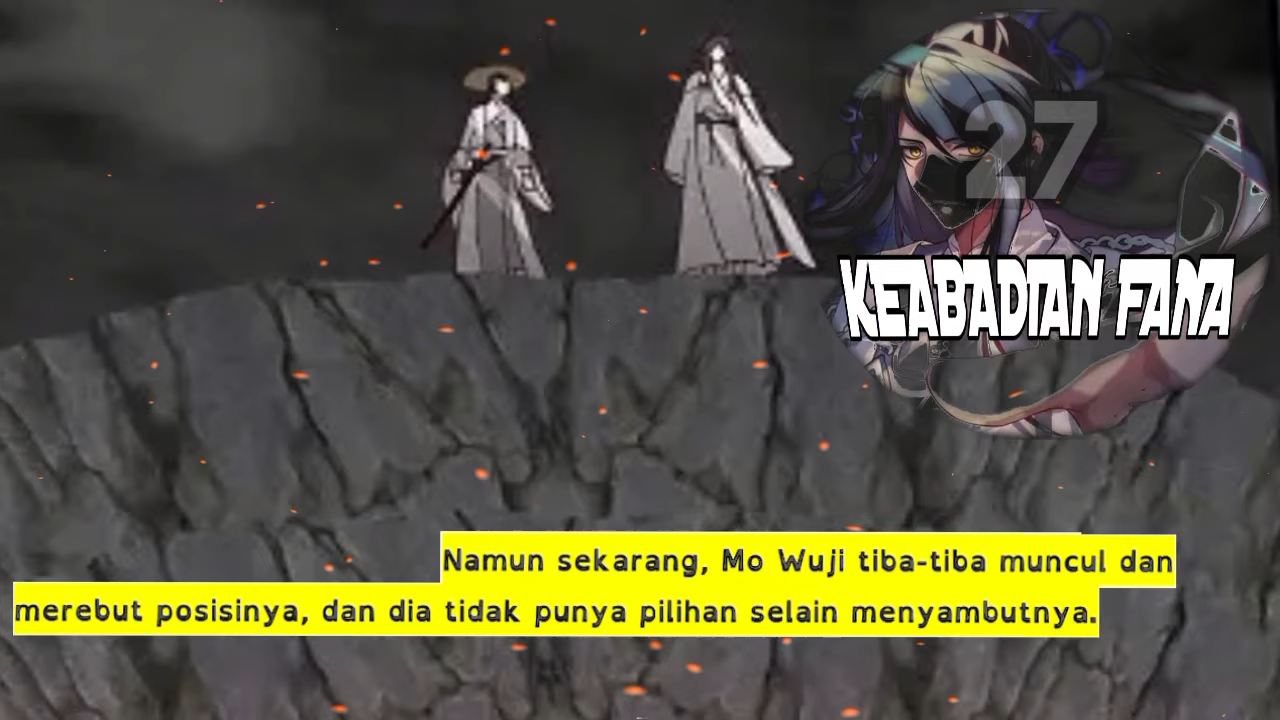 27
KEABADIAN FANA
Namun sekarang, Mo Wuji tiba-tiba muncul dan
merebut posisinya, dan dia tidak punya pilihan selain menyambutnya.